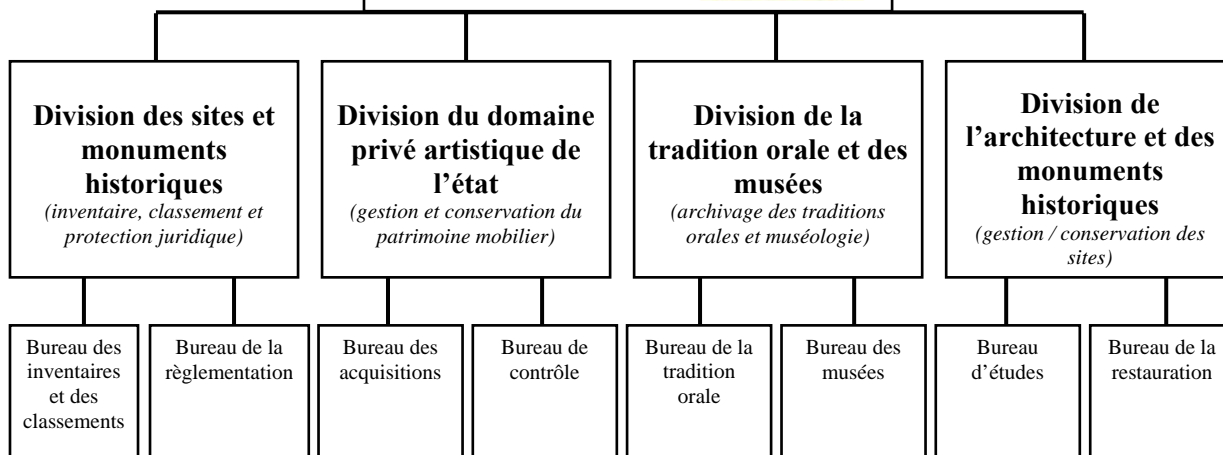 Division des sites et
monuments
historiques
(inventaire, classement et
protection juridique)
Division du domaine
privé artistique de
l’état
(gestion et conservation du
patrimoine mobilier)
Division de la
tradition orale et des
musées
(archivage des traditions
orales et muséologie)
Division de
l’architecture et des
monuments
historiques
(gestion / conservation des
sites)
Bureau des
inventaires
et des
classements
Bureau de la
règlementation
Bureau des
acquisitions
Bureau de
contrôle
Bureau de la
tradition
orale
Bureau des
musées
Bureau
d’études
Bureau de la
restauration